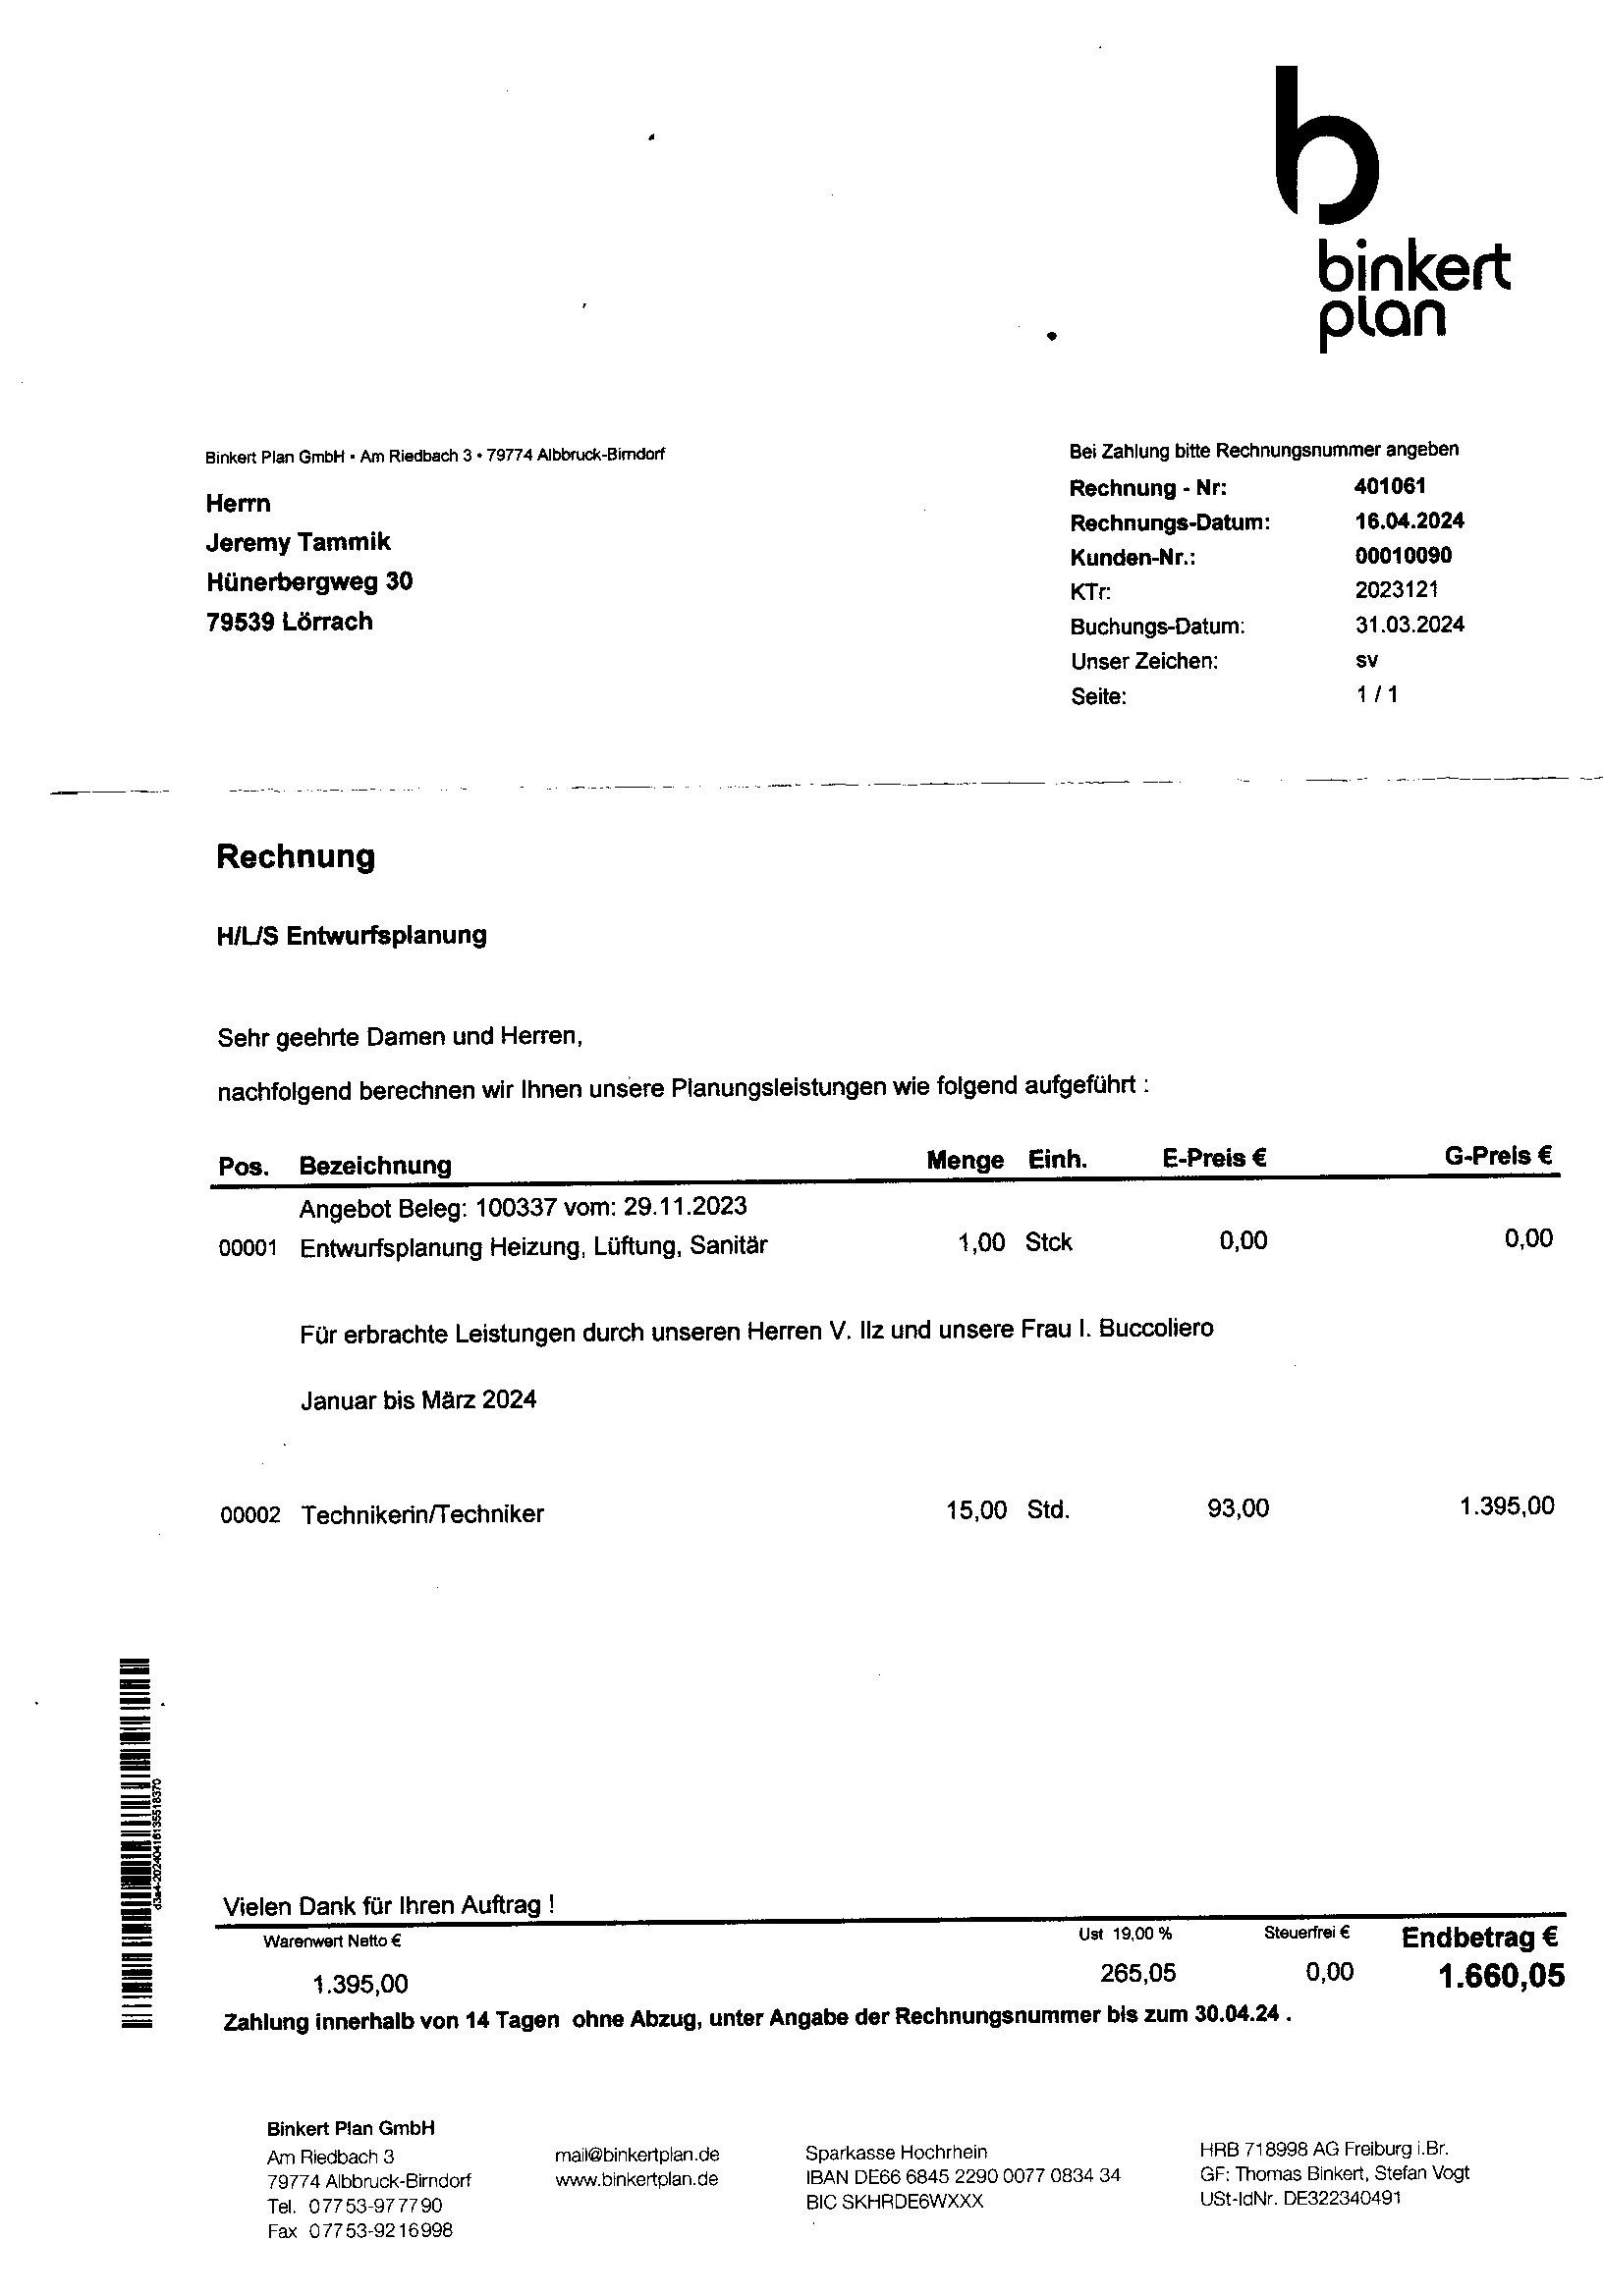 binkert
plan
Binkert Plan GmbH • Am Riedbach 3 • 79774 Albbruck-Birndorf
Herrn
Jeremy Tammik
Hünerbergweg 30
79539 Lörrach
Bei Zahlung bitte Rechnungsnummer angeben
Rechnung - Nr: 401061
Rechnungs-Datum: 16.04.2024
Kunden-Nr.: 00010090
KTr: 2023121
Buchungs-Datum: 31.03.2024
Unser Zeichen: sv
Seite: 1 / 1
Rechnung
H/L/S Entwurfsplanung
Sehr geehrte Damen und Herren,
nachfolgend berechnen wir Ihnen unsere Planungsleistungen wie folgend aufgeführt :
Pos. Bezeichnung Menge Einh. E-Preis € G-Preis €
Angebot Beleg: 100337 vom: 29.11.2023
00001 Entwurfsplanung Heizung, Lüftung, Sanitär 1,00 Stck 0,00 0,00
Für erbrachte Leistungen durch unseren Herren V. Ilz und unsere Frau I. Buccoliero
Januar bis März 2024
00002 Technikerin/Techniker 15,00 Std. 93,00 1.395,00
d3a4-20240416135518370
Vielen Dank für Ihren Auftrag !
Warenwert Netto € Ust 19,00 % Steuerfrei € Endbetrag €
1.395,00 265,05 0,00 1.660,05
Zahlung innerhalb von 14 Tagen ohne Abzug, unter Angabe der Rechnungsnummer bis zum 30.04.24 .
Binkert Plan GmbH
Am Riedbach 3
79774 Albbruck-Birndorf
Tel. 07753-977790
Fax 07753-9216998
mail@binkertplan.de
www.binkertplan.de
Sparkasse Hochrhein
IBAN DE66 6845 2290 0077 0834 34
BIC SKHRDE6WXXX
HRB 718998 AG Freiburg i.Br.
GF: Thomas Binkert, Stefan Vogt
USt-IdNr. DE322340491